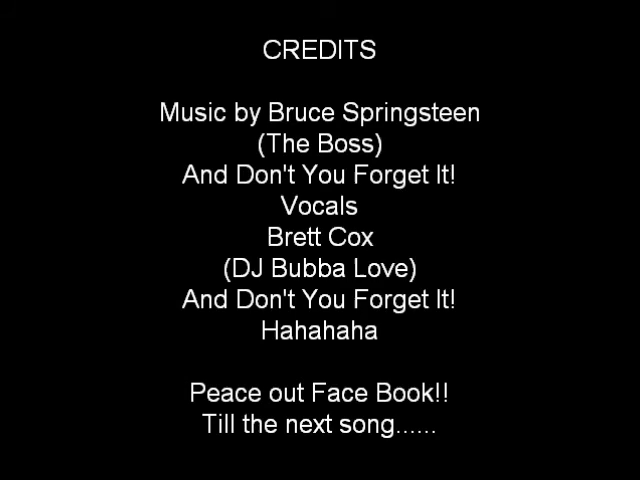 CREDITS
Music by Bruce Springsteen
(The Boss)
And Don't You Forget It!
Vocals
Brett Cox
(DJ Bubba Love)
And Don't You Forget It!
Hahahaha
Peace out Face Book!!
Till the next song......